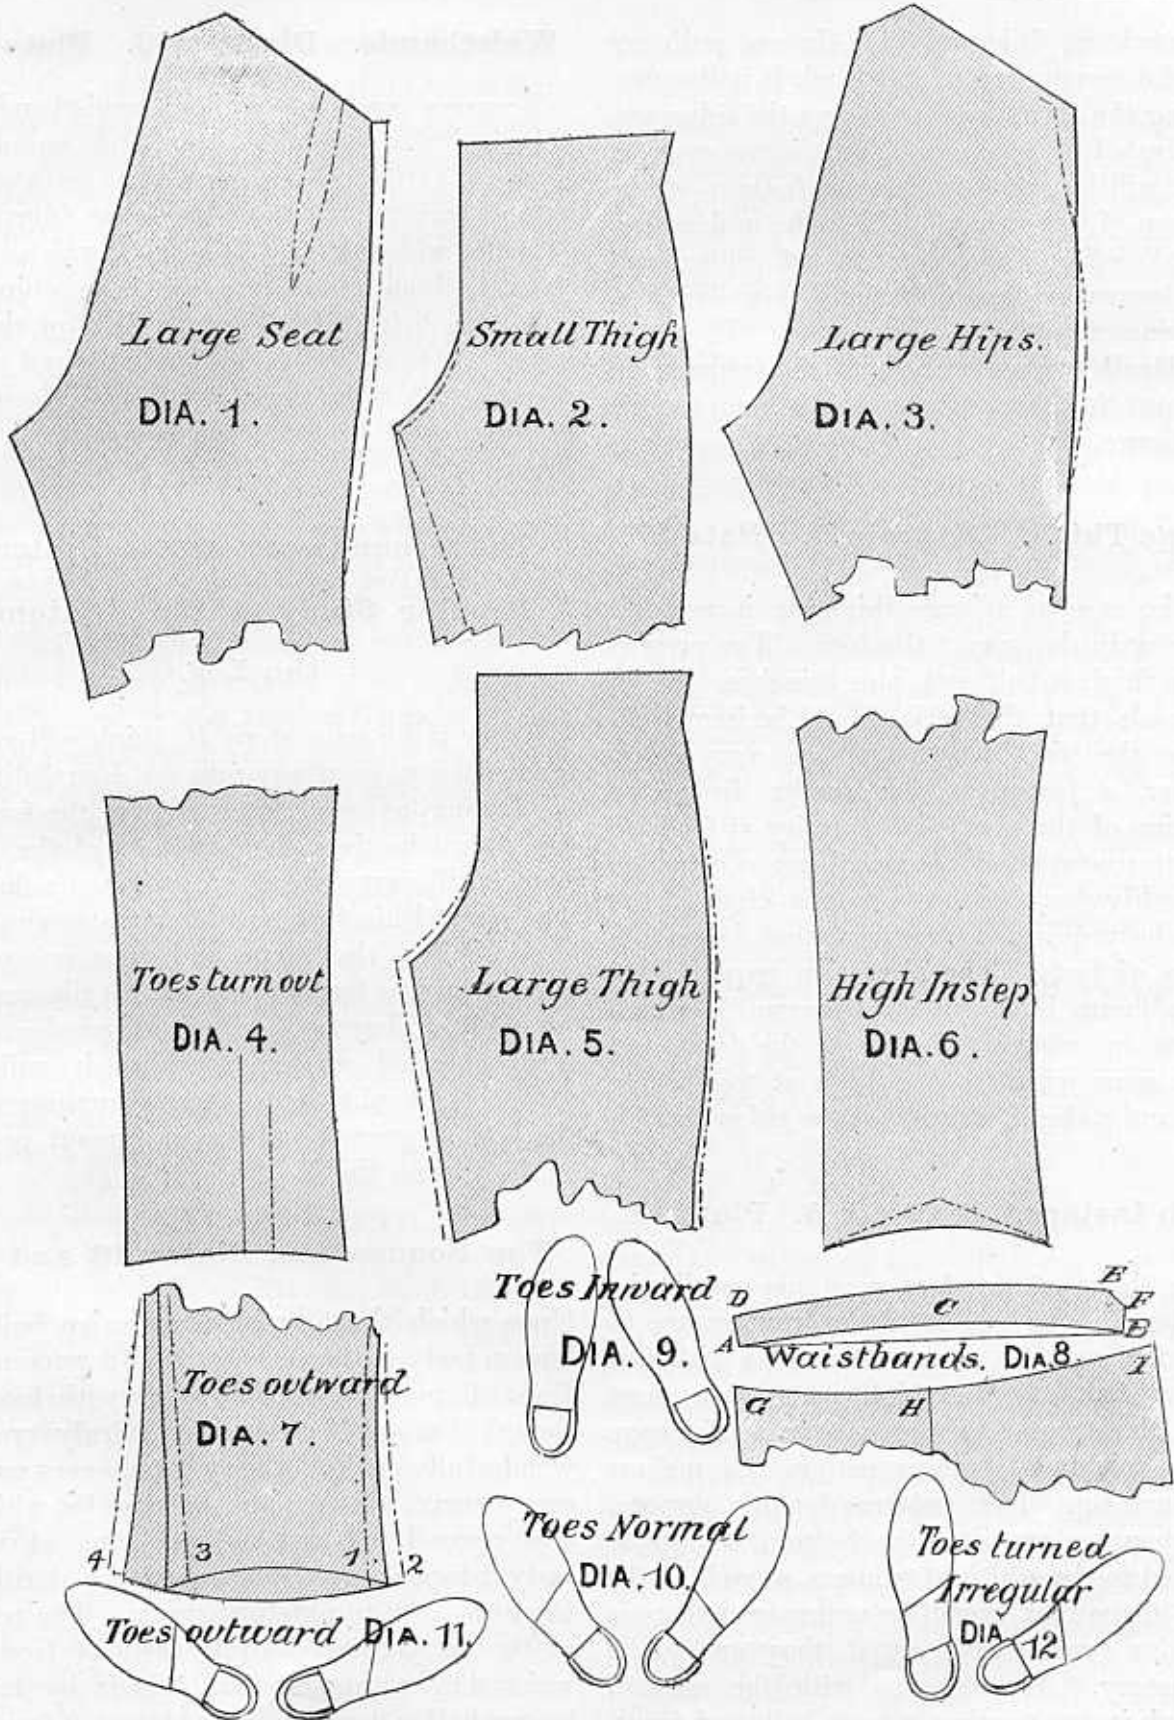 Large Seat
DIA. 1.
Small Thigh
DIA. 2.
Large Hips.
DIA. 3.
Toes turn out
DIA. 4.
Large Thigh
DIA. 5.
High Instep
DIA. 6.
Toes outward
DIA. 7.
4 3 1 2
Toes Inward
DIA. 9.
D C E F
A E
Waistbands. DIA. 8.
G H I
Toes Normal
DIA. 10.
Toes outward DIA. 11.
Toes turned
Irregular
DIA. 12